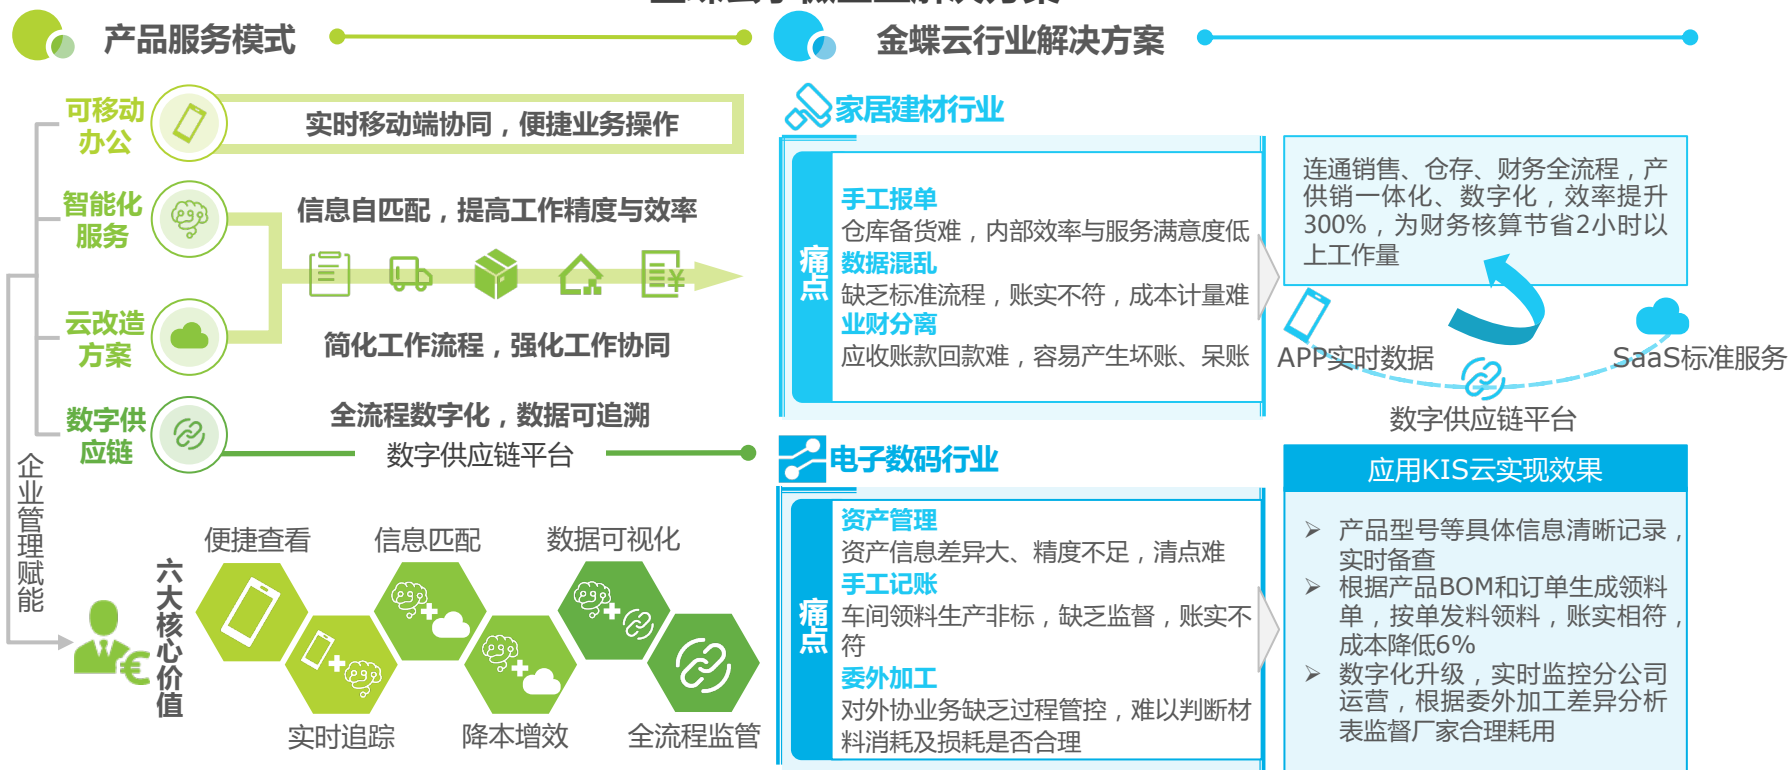 产品服务模式
可移动
办公
实时移动端协同，便捷业务操作
智能化
服务
信息自匹配，提高工作精度与效率
云改造
方案
简化工作流程，强化工作协同
数字供
应链
全流程数字化，数据可追溯
数字供应链平台
企业管理赋能
六大核心价值
便捷查看
信息匹配
数据可视化
实时追踪
降本增效
全流程监管
金蝶云行业解决方案
家居建材行业
痛点
手工报单
仓库备货难，内部效率与服务满意度低
数据混乱
缺乏标准流程，账实不符，成本计量难
业财分离
应收账款回款难，容易产生坏账、呆账
连通销售、仓存、财务全流程，产
供销一体化、数字化，效率提升
300%，为财务核算节省2小时以
上工作量
APP实时数据
SaaS标准服务
数字供应链平台
电子数码行业
痛点
资产管理
资产信息差异大、精度不足，清点难
手工记账
车间领料生产非标，缺乏监督，账实不
符
委外加工
对外协业务缺乏过程管控，难以判断材
料消耗及损耗是否合理
应用KIS云实现效果
➢ 产品型号等具体信息清晰记录，
实时备查
➢ 根据产品BOM和订单生成领料
单，按单发料领料，账实相符，
成本降低6%
➢ 数字化升级，实时监控分公司
运营，根据委外加工差异分析
表监督厂家合理耗用